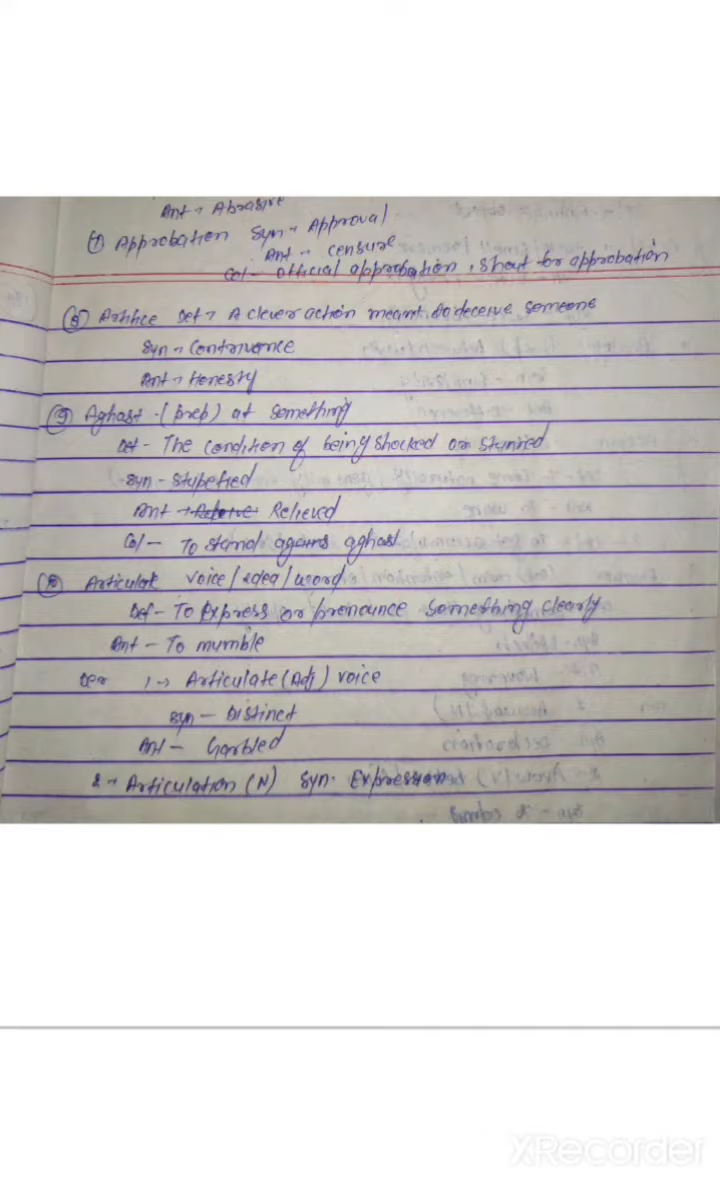 Ant → Abrasive
(7) Approbation Syn → Approval
Ant → censure
Col - official approbation, shout for approbation
(8) Artifice Def → A clever action meant to deceive someone
Syn → Contrivence
Ant → Honesty
(9) Aghast - (prep) at something
Def - The condition of being shocked or stunned
Syn - Stupefied
Ant → Relieved
Col - To stand aghast
(10) Articulate voice/idea/word
Def - To express or pronounce something clearly
Ant - To mumble
Der 1 → Articulate (Adj) voice
Syn - Distinct
Ant - Garbled
2 → Articulation (N) Syn - Expression
XRecorder